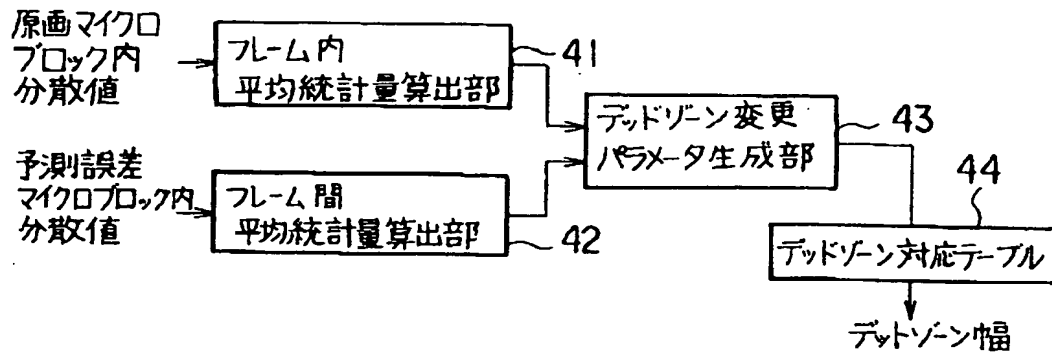 原画マイクロ
ブロック内
分散値
フレーム内
平均統計量算出部
41
デッドゾーン変更
パラメータ生成部
43
予測誤差
マイクロブロック内
分散値
フレーム間
平均統計量算出部
42
44
デッドゾーン対応テーブル
デットゾーン幅